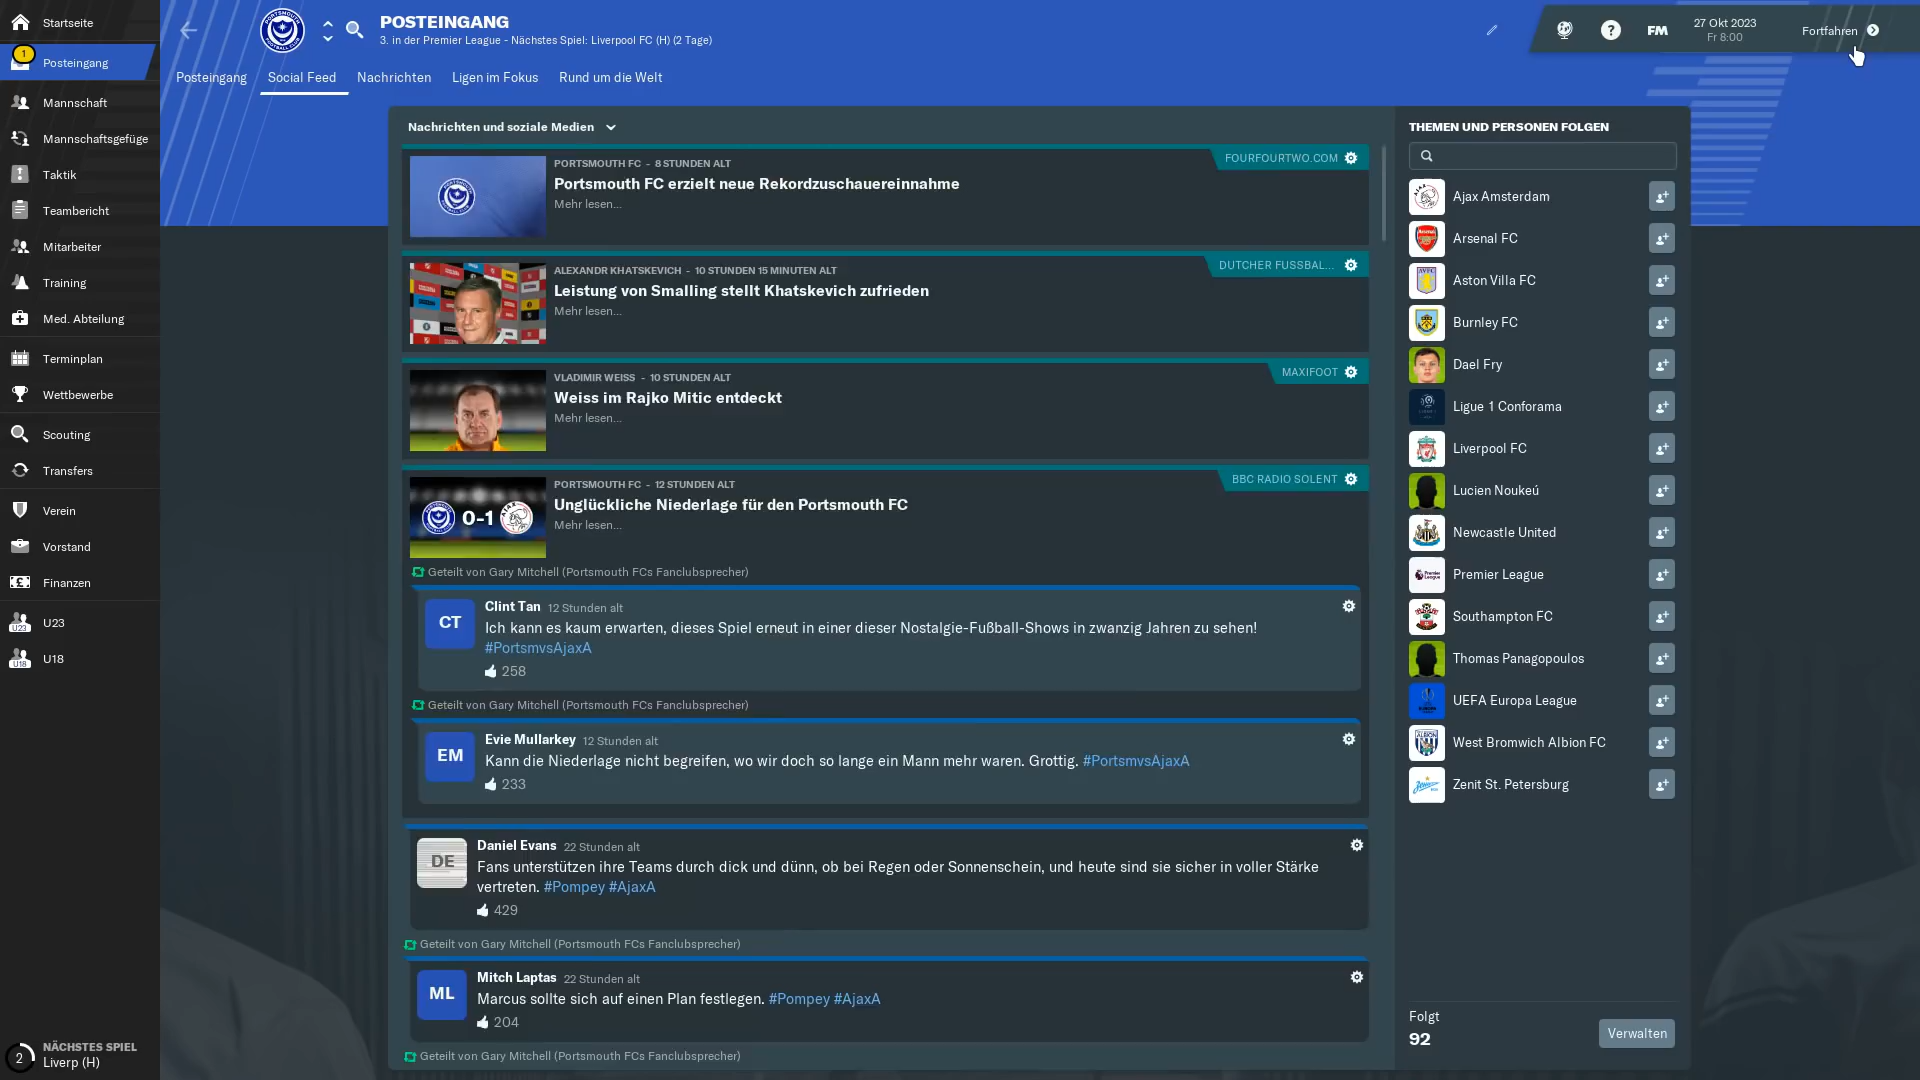 Startseite
1
Posteingang
Mannschaft
Mannschaftsgefüge
Taktik
Teambericht
Mitarbeiter
Training
Med. Abteilung
Terminplan
Wettbewerbe
Scouting
Transfers
Verein
Vorstand
Finanzen
U23
U23
U18
U18
2
NÄCHSTES SPIEL
Liverp (H)
POSTEINGANG
3. in der Premier League - Nächstes Spiel: Liverpool FC (H) (2 Tage)
FM
27 Okt 2023
Fr 8:00
Fortfahren
Posteingang
Social Feed
Nachrichten
Ligen im Fokus
Rund um die Welt
Nachrichten und soziale Medien
PORTSMOUTH FC - 8 STUNDEN ALT
FOURFOURTWO.COM
Portsmouth FC erzielt neue Rekordzuschauereinnahme
Mehr lesen...
ALEXANDR KHATSKEVICH - 10 STUNDEN 15 MINUTEN ALT
DUTCHER FUSSBAL...
Leistung von Smalling stellt Khatskevich zufrieden
Mehr lesen...
VLADIMIR WEISS - 10 STUNDEN ALT
MAXIFOOT
Weiss im Rajko Mitic entdeckt
Mehr lesen...
0-1
PORTSMOUTH FC - 12 STUNDEN ALT
BBC RADIO SOLENT
Unglückliche Niederlage für den Portsmouth FC
Mehr lesen...
Geteilt von Gary Mitchell (Portsmouth FCs Fanclubsprecher)
CT
Clint Tan 12 Stunden alt
Ich kann es kaum erwarten, dieses Spiel erneut in einer dieser Nostalgie-Fußball-Shows in zwanzig Jahren zu sehen!
#PortsmvsAjaxA
258
Geteilt von Gary Mitchell (Portsmouth FCs Fanclubsprecher)
EM
Evie Mullarkey 12 Stunden alt
Kann die Niederlage nicht begreifen, wo wir doch so lange ein Mann mehr waren. Grottig. #PortsmvsAjaxA
233
DE
Daniel Evans 22 Stunden alt
Fans unterstützen ihre Teams durch dick und dünn, ob bei Regen oder Sonnenschein, und heute sind sie sicher in voller Stärke
vertreten. #Pompey #AjaxA
429
Geteilt von Gary Mitchell (Portsmouth FCs Fanclubsprecher)
ML
Mitch Laptas 22 Stunden alt
Marcus sollte sich auf einen Plan festlegen. #Pompey #AjaxA
204
Geteilt von Gary Mitchell (Portsmouth FCs Fanclubsprecher)
THEMEN UND PERSONEN FOLGEN
Ajax Amsterdam
Arsenal FC
Aston Villa FC
Burnley FC
Dael Fry
Ligue 1 Conforama
Liverpool FC
Lucien Noukeú
Newcastle United
Premier League
Southampton FC
Thomas Panagopoulos
UEFA Europa League
West Bromwich Albion FC
Zenit St. Petersburg
Folgt
92
Verwalten